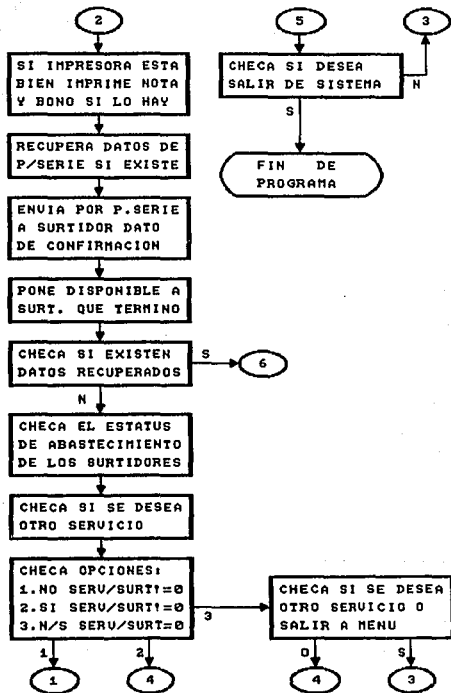 2
SI IMPRESORA ESTA
BIEN IMPRIME NOTA
Y BONO SI LO HAY
RECUPERA DATOS DE
P/SERIE SI EXISTE
ENVIA POR P.SERIE
A SURTIDOR DATO
DE CONFIRMACION
PONE DISPONIBLE A
SURT. QUE TERMINO
CHECA SI EXISTEN
DATOS RECUPERADOS
S
6
N
CHECA EL ESTATUS
DE ABASTECIMIENTO
DE LOS SURTIDORES
CHECA SI SE DESEA
OTRO SERVICIO
CHECA OPCIONES:
1.NO SERV/SURT!=0
2.SI SERV/SURT!=0
3.N/S SERV/SURT=0
3
1
2
1
4
CHECA SI SE DESEA
OTRO SERVICIO O
SALIR A MENU
O
S
4
3
5
3
CHECA SI DESEA
SALIR DE SISTEMA
N
S
FIN DE
PROGRAMA